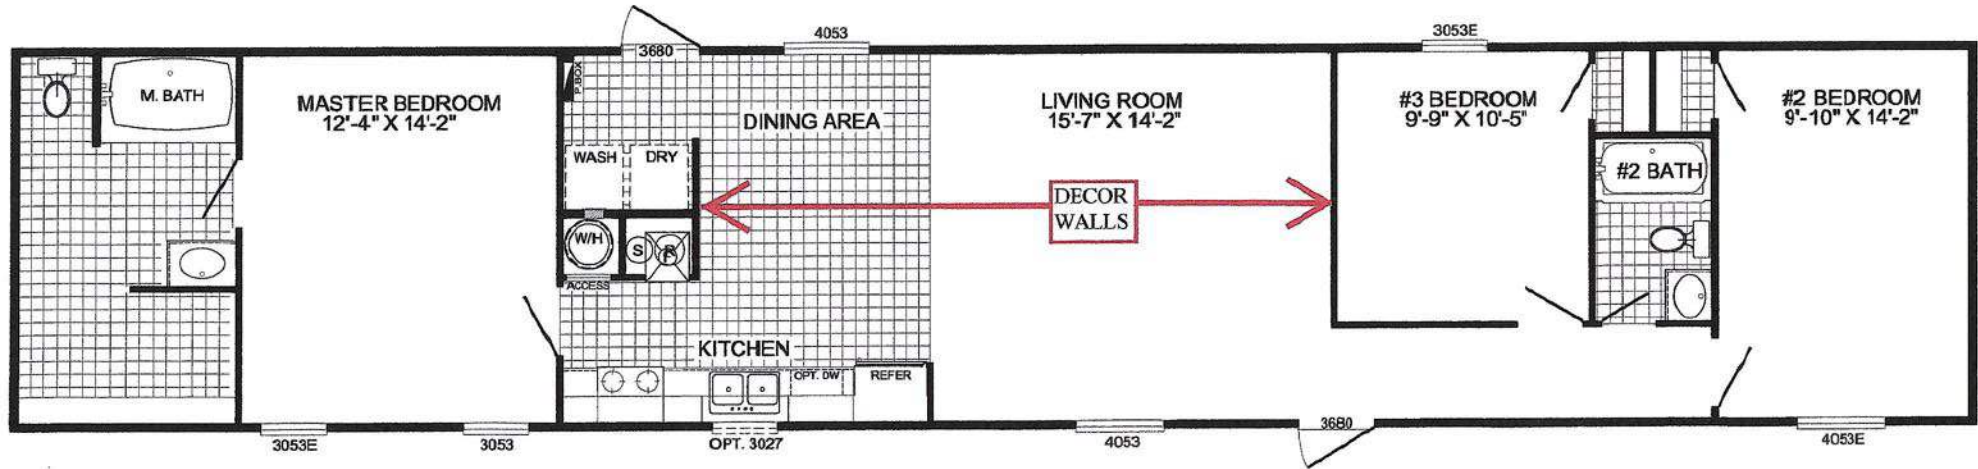 3680
4053
3053E
M. BATH
MASTER BEDROOM
12'-4" X 14'-2"
P.BOX
DINING AREA
LIVING ROOM
15'-7" X 14'-2"
#3 BEDROOM
9'-9" X 10'-5"
#2 BEDROOM
9'-10" X 14'-2"
WASH
DRY
#2 BATH
DECOR
WALLS
W/H
S
ACCESS
KITCHEN
OPT. DW
REFER
3053E
3053
OPT. 3027
4053
3680
4053E